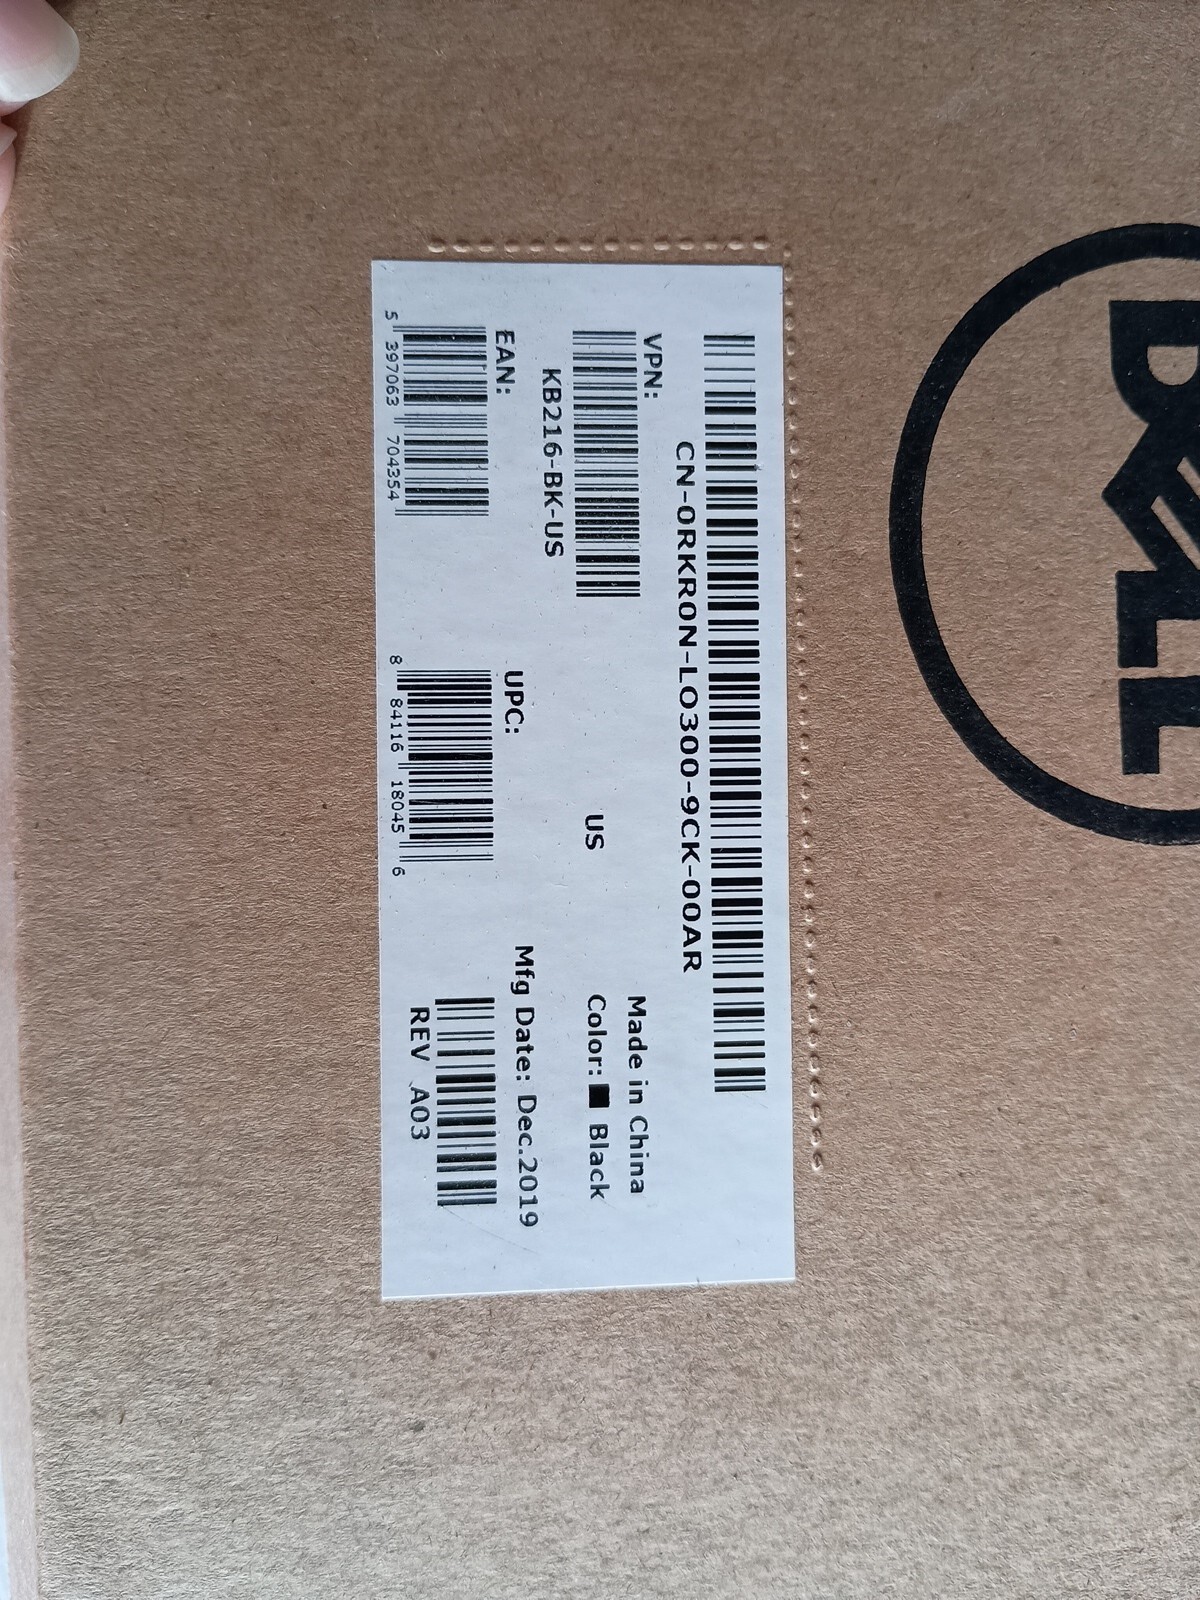 DELL
CN-0RKR0N-LO300-9CK-00AR
VPN:
KB216-BK-US
US
Made in China
Color: Black
EAN:
5 397063 704354
UPC:
8 84116 18045 6
Mfg Date: Dec.2019
REV A03